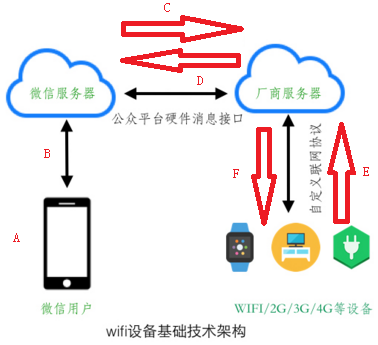 C
微信服务器
厂商服务器
D
公众平台硬件消息接口
B
自定义联网协议
F
E
A
微信用户
WIFI/2G/3G/4G等设备
wifi设备基础技术架构